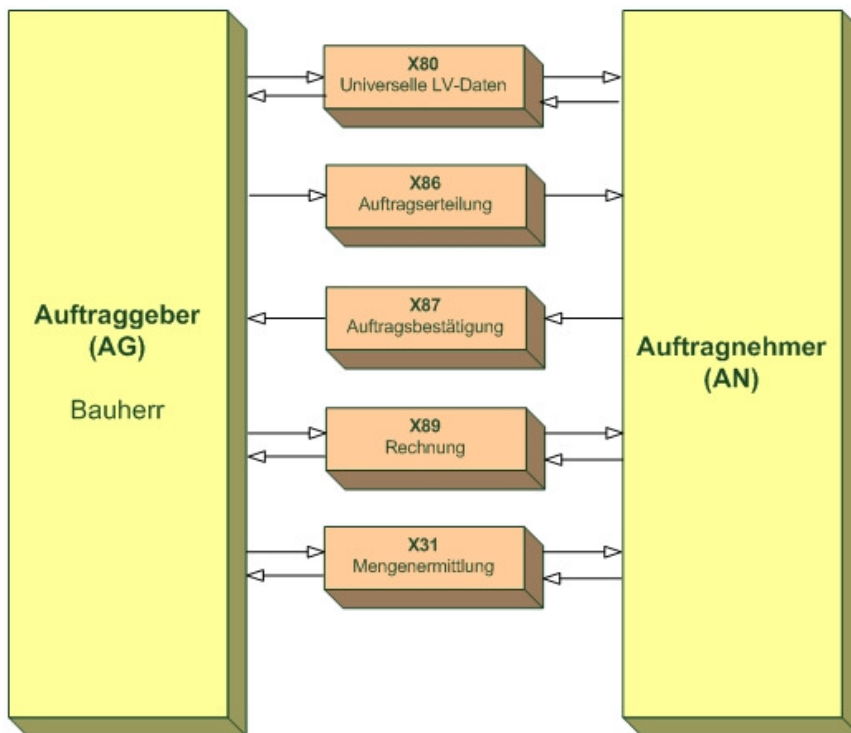 X80
Universelle LV-Daten
X86
Auftragserteilung
Auftraggeber
(AG)
Bauherr
X87
Auftragsbestätigung
Auftragnehmer
(AN)
X89
Rechnung
X31
Mengenermittlung